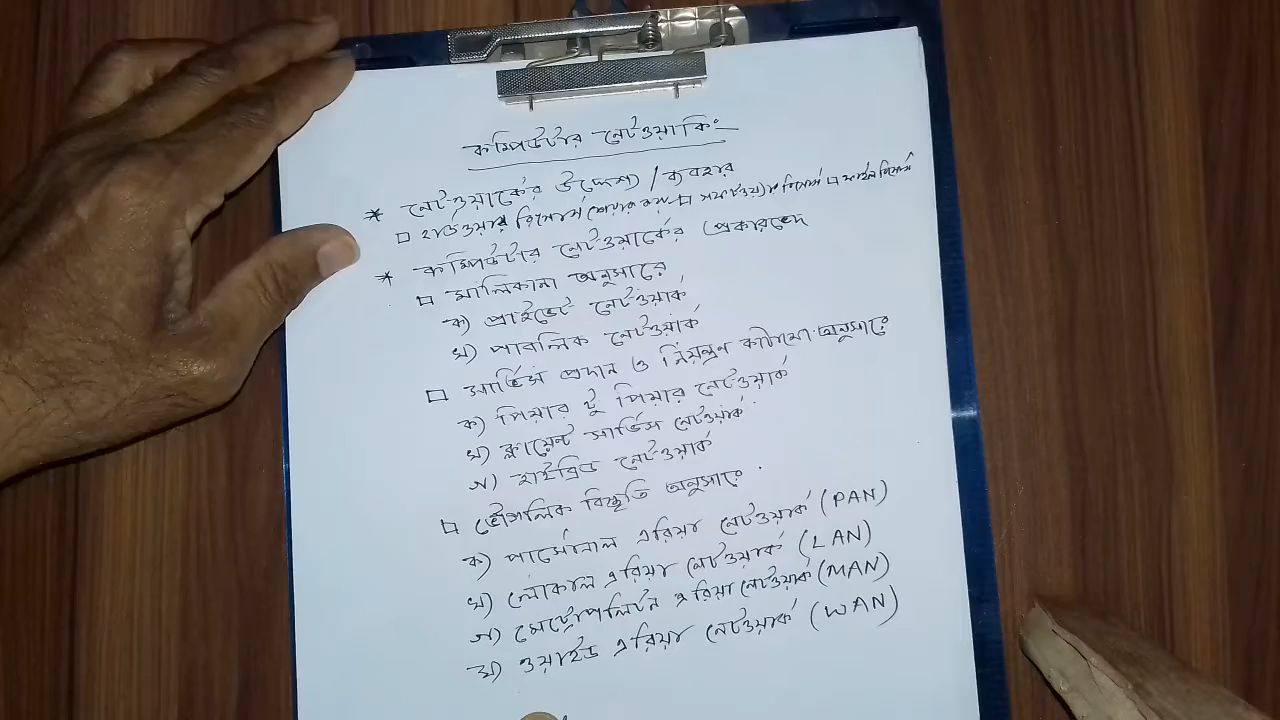 কম্পিউটার নেটওয়ার্কিং:
* নেটওয়ার্কের উদ্দেশ্য / ব্যবহার
□ হার্ডওয়্যার রিসোর্স শেয়ার করা □ সফটওয়্যার রিসোর্স □
* কম্পিউটার নেটওয়ার্কের প্রকারভেদ
□ মালিকানা অনুসারে
ক) প্রাইভেট নেটওয়ার্ক
খ) পাবলিক নেটওয়ার্ক
□ সার্ভিস প্রদান ও নিয়ন্ত্রণ কাঠামো অনুসারে
ক) পিয়ার টু পিয়ার নেটওয়ার্ক
খ) ক্লায়েন্ট সার্ভিস নেটওয়ার্ক
গ) হাইব্রিড নেটওয়ার্ক
□ ভৌগলিক বিস্তৃতি অনুসারে
ক) পার্সোনাল এরিয়া নেটওয়ার্ক (PAN)
খ) লোকাল এরিয়া নেটওয়ার্ক (LAN)
গ) মেট্রোপলিটন এরিয়া নেটওয়ার্ক (MAN)
ঘ) ওয়াইড এরিয়া নেটওয়ার্ক (WAN)